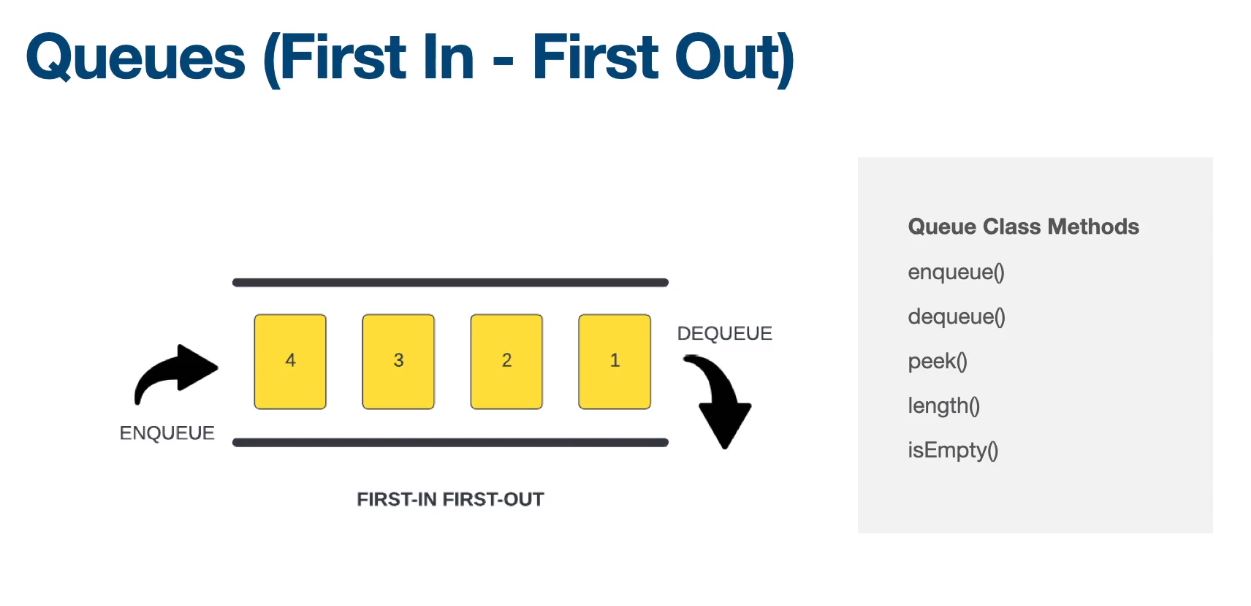 Queues (First In - First Out)
ENQUEUE
4
3
2
1
DEQUEUE
FIRST-IN FIRST-OUT
Queue Class Methods
enqueue()
dequeue()
peek()
length()
isEmpty()